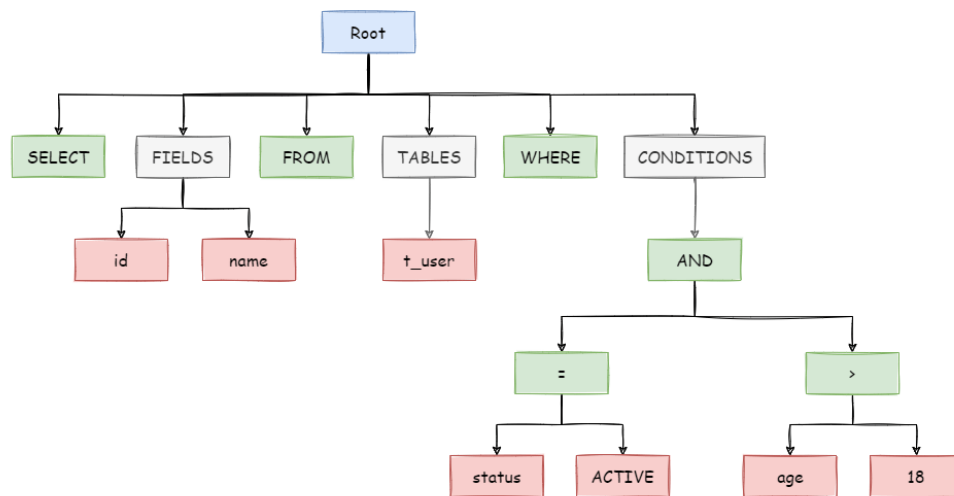 Root
SELECT
FIELDS
FROM
TABLES
WHERE
CONDITIONS
id
name
t_user
AND
=
>
status
ACTIVE
age
18